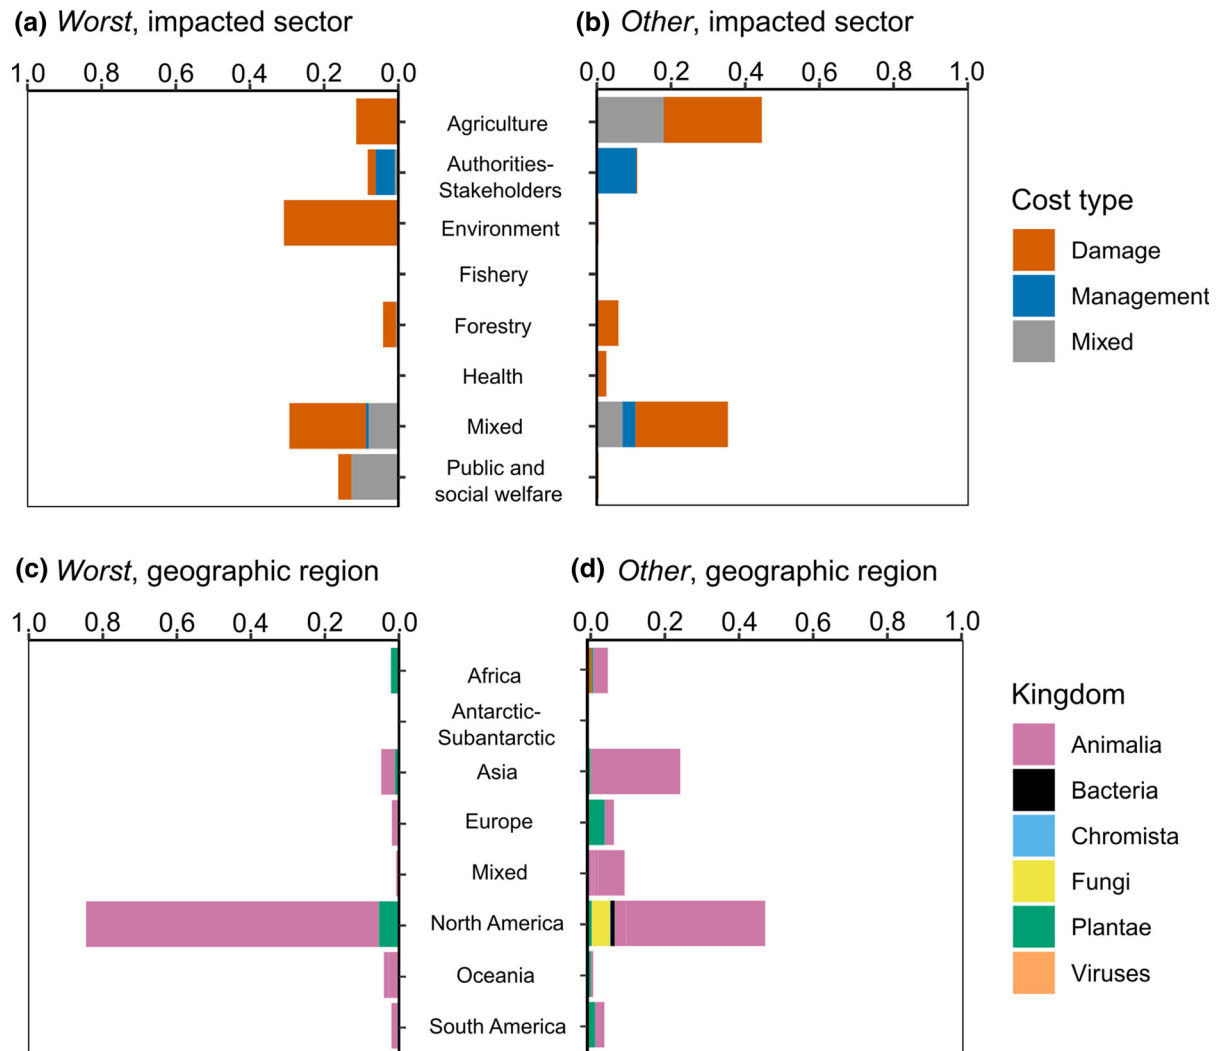 (a) Worst, impacted sector
(b) Other, impacted sector
1.0 0.8 0.6 0.4 0.2 0.0
0.0 0.2 0.4 0.6 0.8 1.0
Agriculture
Authorities-
Stakeholders
Environment
Fishery
Forestry
Health
Mixed
Public and
social welfare
Cost type
Damage
Management
Mixed
(c) Worst, geographic region
(d) Other, geographic region
1.0 0.8 0.6 0.4 0.2 0.0
0.0 0.2 0.4 0.6 0.8 1.0
Africa
Antarctic-
Subantarctic
Asia
Europe
Mixed
North America
Oceania
South America
Kingdom
Animalia
Bacteria
Chromista
Fungi
Plantae
Viruses